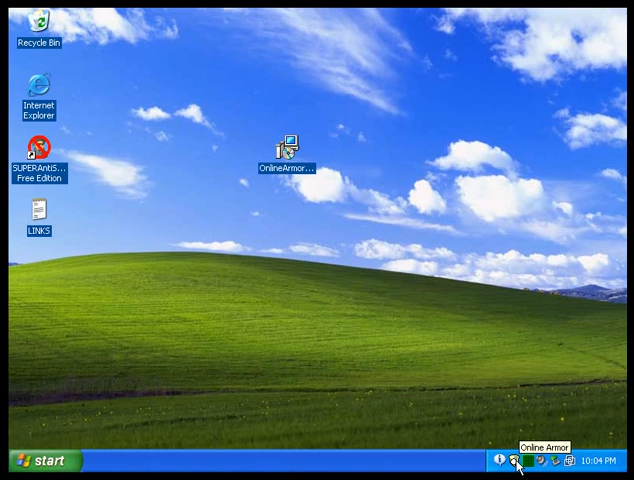 Recycle Bin
Internet
Explorer
SUPERAntiS...
Free Edition
OnlineArmor...
LINKS
Online Armor
start
10:04 PM